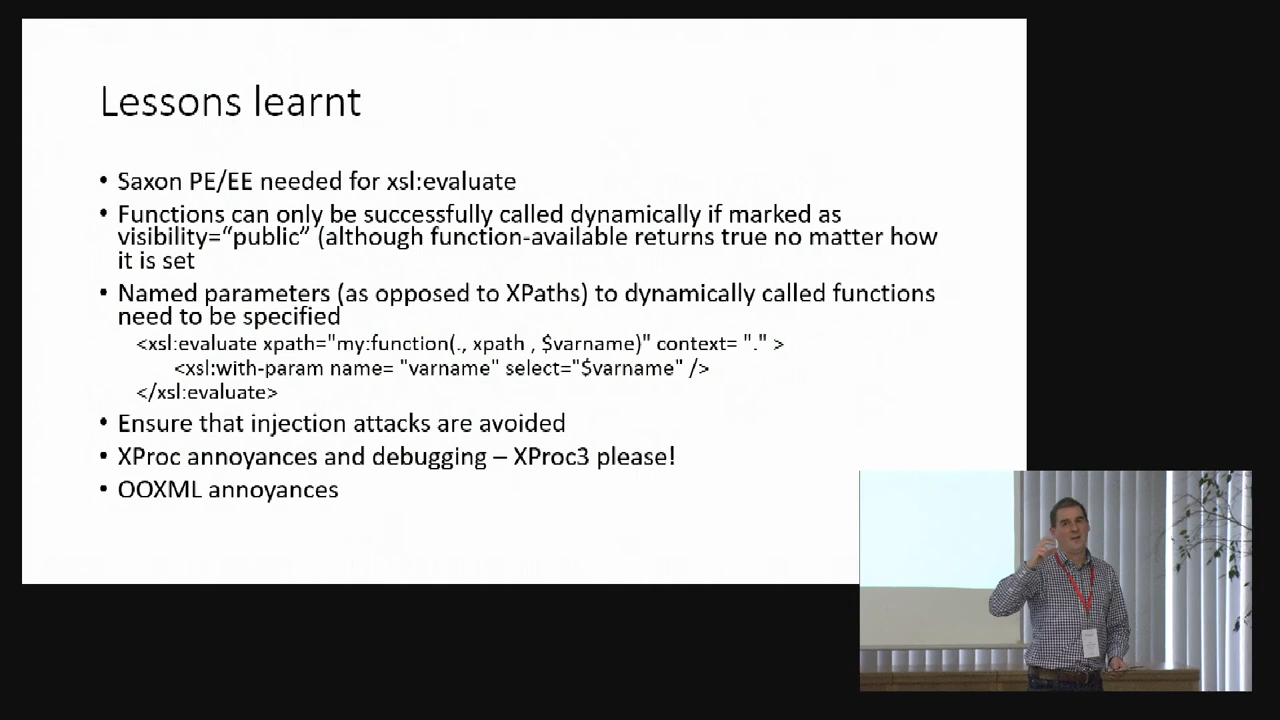 Lessons learnt
• Saxon PE/EE needed for xsl:evaluate
• Functions can only be successfully called dynamically if marked as
visibility=“public” (although function-available returns true no matter how
it is set
• Named parameters (as opposed to XPaths) to dynamically called functions
need to be specified
<xsl:evaluate xpath="my:function(., xpath , $varname)" context= "." >
<xsl:with-param name= "varname" select="$varname" />
</xsl:evaluate>
• Ensure that injection attacks are avoided
• XProc annoyances and debugging – XProc3 please!
• OOXML annoyances